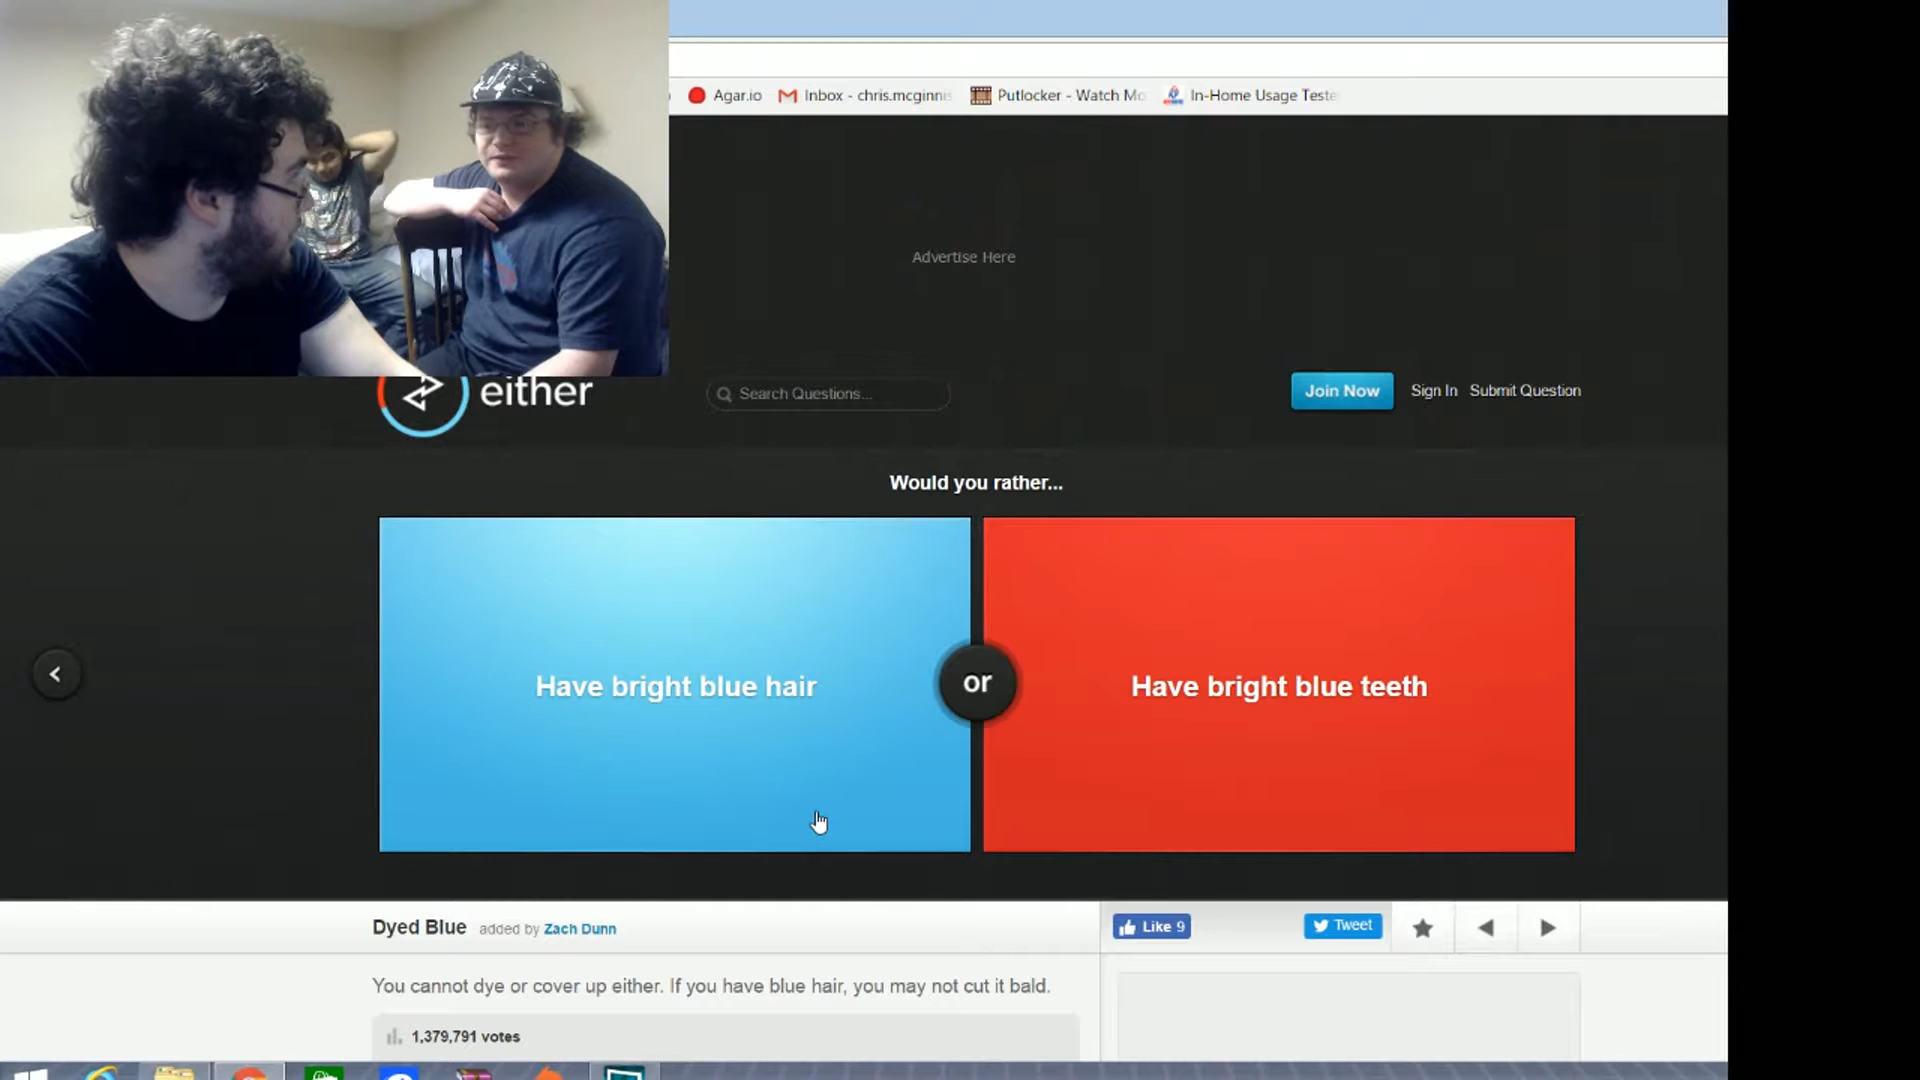 Agar.io Inbox - chris.mcginnis Putlocker - Watch Mo In-Home Usage Teste
Advertise Here
either Search Questions... Join Now Sign In Submit Question
Would you rather...
Have bright blue hair or Have bright blue teeth
Dyed Blue added by Zach Dunn Like 9 Tweet
You cannot dye or cover up either. If you have blue hair, you may not cut it bald.
1,379,791 votes